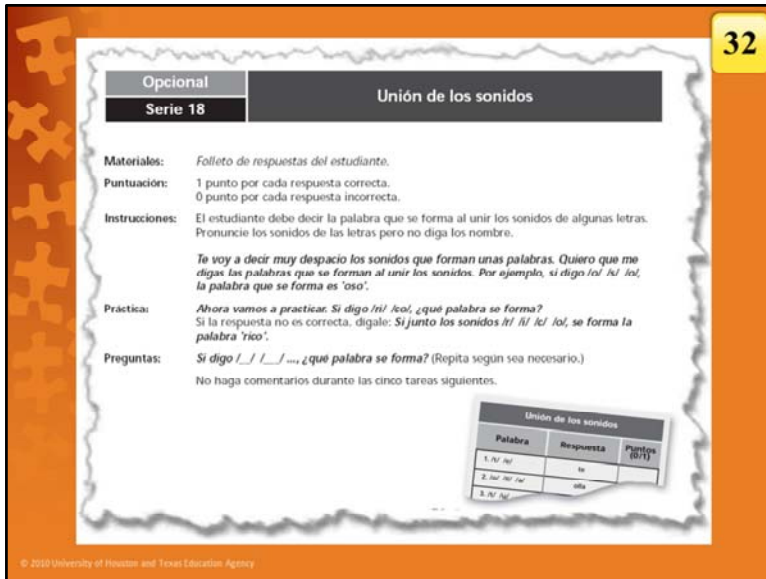 32
Opcional
Serie 18
Unión de los sonidos
Materiales: Folleto de respuestas del estudiante.
Puntuación: 1 punto por cada respuesta correcta.
0 punto por cada respuesta incorrecta.
Instrucciones: El estudiante debe decir la palabra que se forma al unir los sonidos de algunas letras.
Pronuncie los sonidos de las letras pero no diga los nombre.
Te voy a decir muy despacio los sonidos que forman unas palabras. Quiero que me
digas las palabras que se forman al unir los sonidos. Por ejemplo, si digo /o/ /s/ /o/,
la palabra que se forma es 'oso'.
Práctica: Ahora vamos a practicar. Si digo /ri/ /co/, ¿qué palabra se forma?
Si la respuesta no es correcta, digale: Si junto los sonidos /r/ /i/ /c/ /o/, se forma la
palabra 'rico'.
Preguntas: Si digo /__/ /__/ ..., ¿qué palabra se forma? (Repita según sea necesario.)
No haga comentarios durante las cinco tareas siguientes.
Unión de los sonidos
Palabra Respuesta Puntos
(0/1)
1. /t/ /e/
2.
3.
© 2010 University of Houston and Texas Education Agency